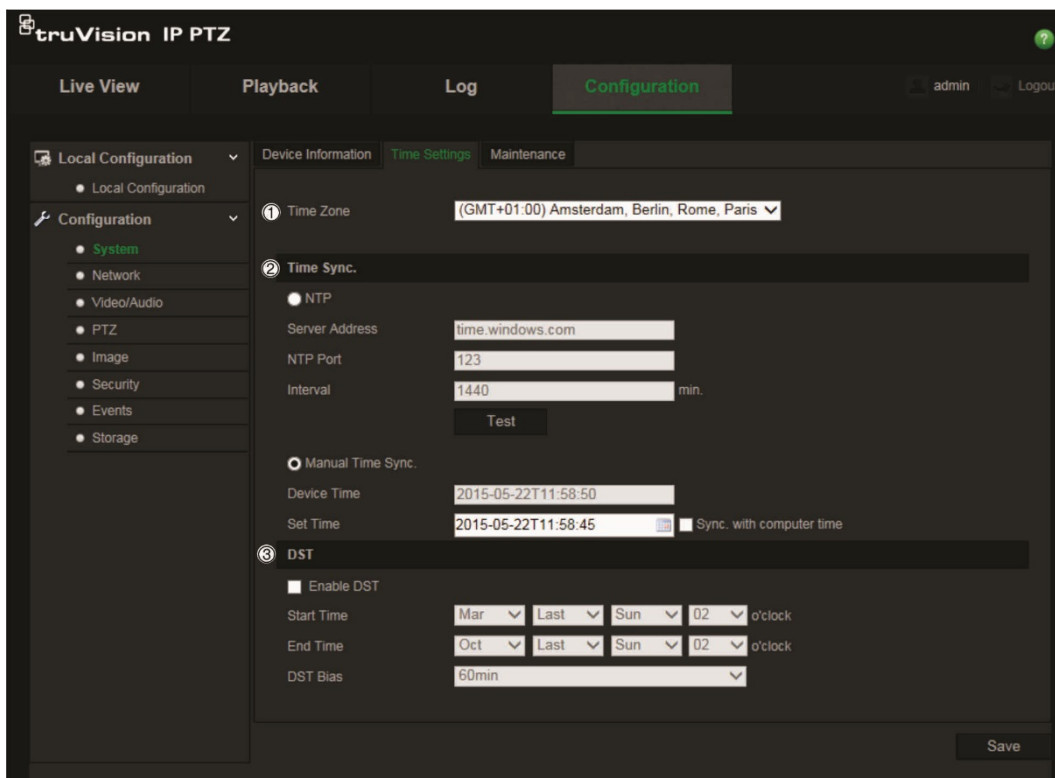 truVision IP PTZ
?
Live View Playback Log Configuration admin Logou
Local Configuration
Local Configuration
Configuration
System
Network
Video/Audio
PTZ
Image
Security
Events
Storage
Device Information Time Settings Maintenance
① Time Zone (GMT+01:00) Amsterdam, Berlin, Rome, Paris
② Time Sync.
NTP
Server Address time.windows.com
NTP Port 123
Interval 1440 min.
Test
Manual Time Sync.
Device Time 2015-05-22T11:58:50
Set Time 2015-05-22T11:58:45 Sync. with computer time
③ DST
Enable DST
Start Time Mar Last Sun 02 o'clock
End Time Oct Last Sun 02 o'clock
DST Bias 60min
Save